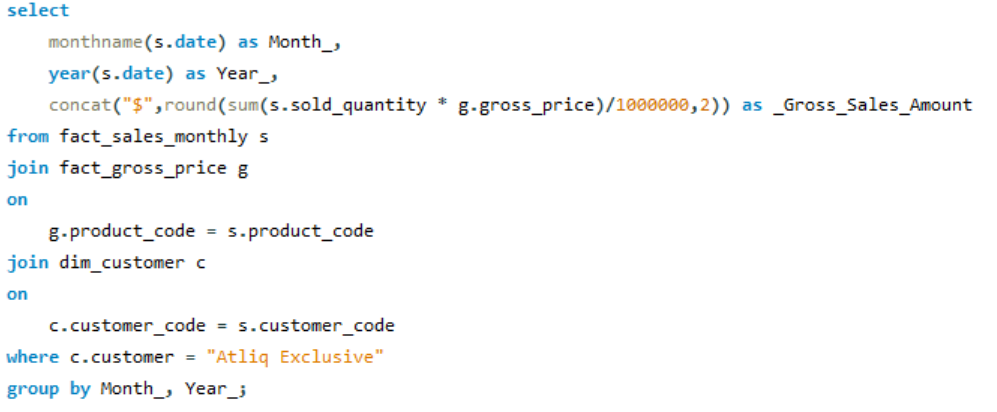 select
    monthname(s.date) as Month_,
    year(s.date) as Year_,
    concat("$",round(sum(s.sold_quantity * g.gross_price)/1000000,2)) as _Gross_Sales_Amount
from fact_sales_monthly s
join fact_gross_price g
on
    g.product_code = s.product_code
join dim_customer c
on
    c.customer_code = s.customer_code
where c.customer = "Atliq Exclusive"
group by Month_, Year_;